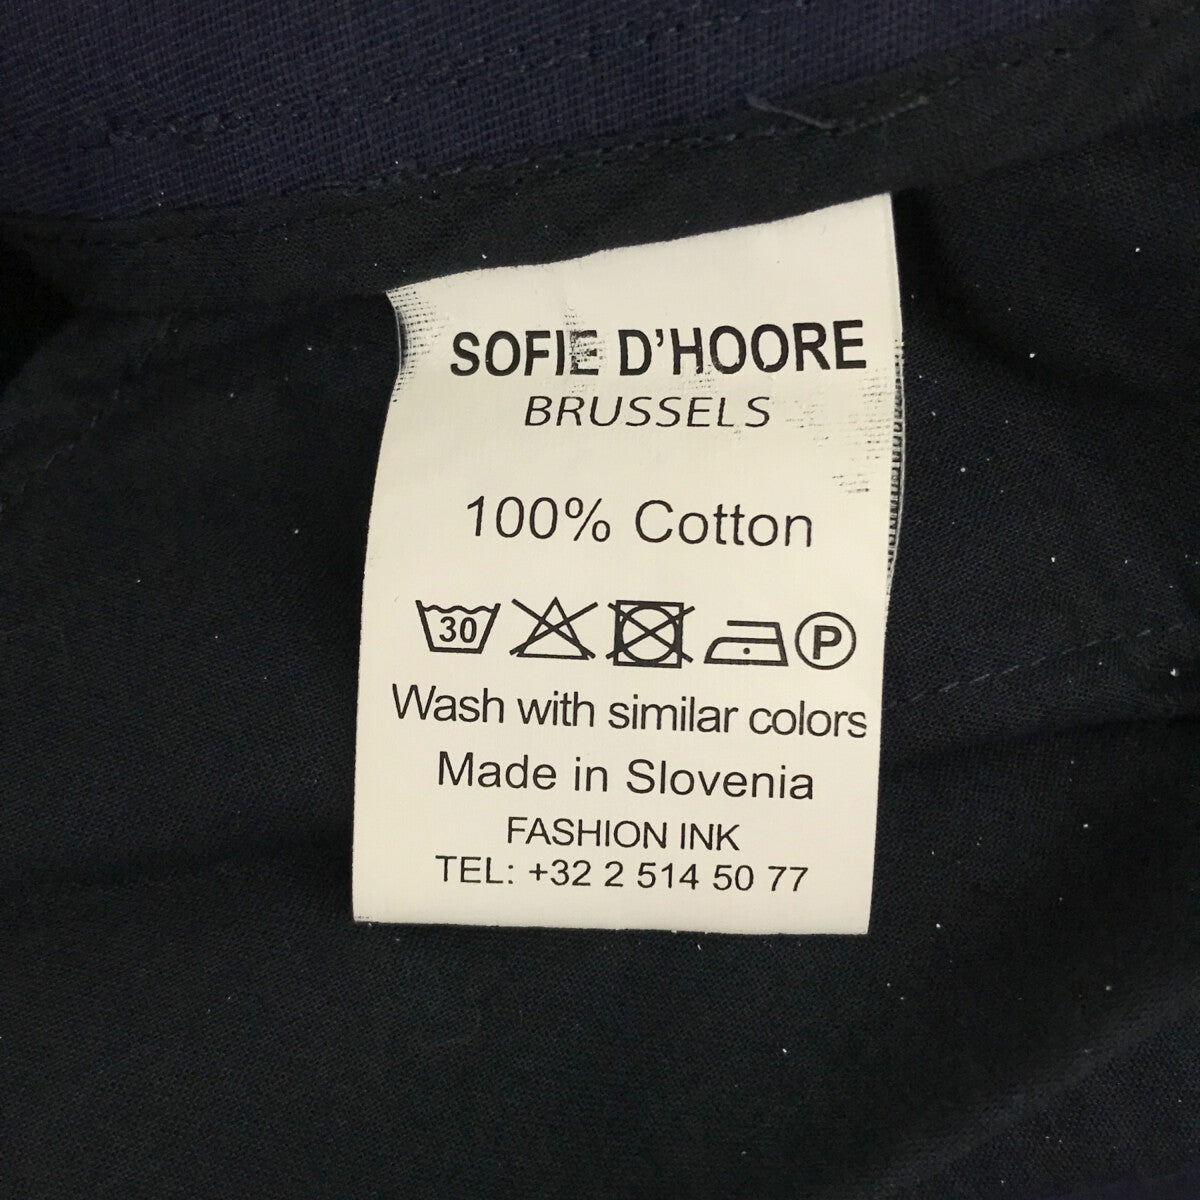 SOFIE D'HOORE
BRUSSELS
100% Cotton
30 P
Wash with similar colors
Made in Slovenia
FASHION INK
TEL: +32 2 514 50 77